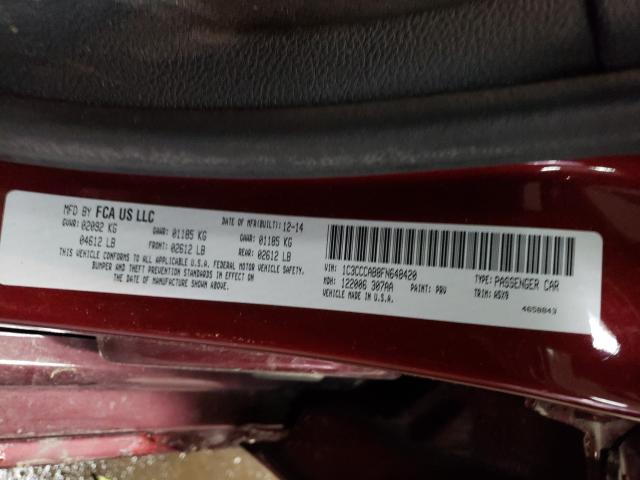 MFD BY FCA US LLC
DATE OF MFR(BUILT): 12-14
GVWR: 02092 KG
GAWR: 01185 KG
GAWR: 01185 KG
04612 LB
FRONT: 02612 LB
REAR: 02612 LB
THIS VEHICLE CONFORMS TO ALL APPLICABLE U.S.A. FEDERAL MOTOR VEHICLE SAFETY,
BUMPER AND THEFT PREVENTION STANDARDS IN EFFECT ON
THE DATE OF MANUFACTURE SHOWN ABOVE.
VIN: 1C3CCCAB8FN640420
TYPE: PASSENGER CAR
MDH: 122006 307AA
PAINT: PRV
TRIM: A5X9
VEHICLE MADE IN U.S.A.
4658843